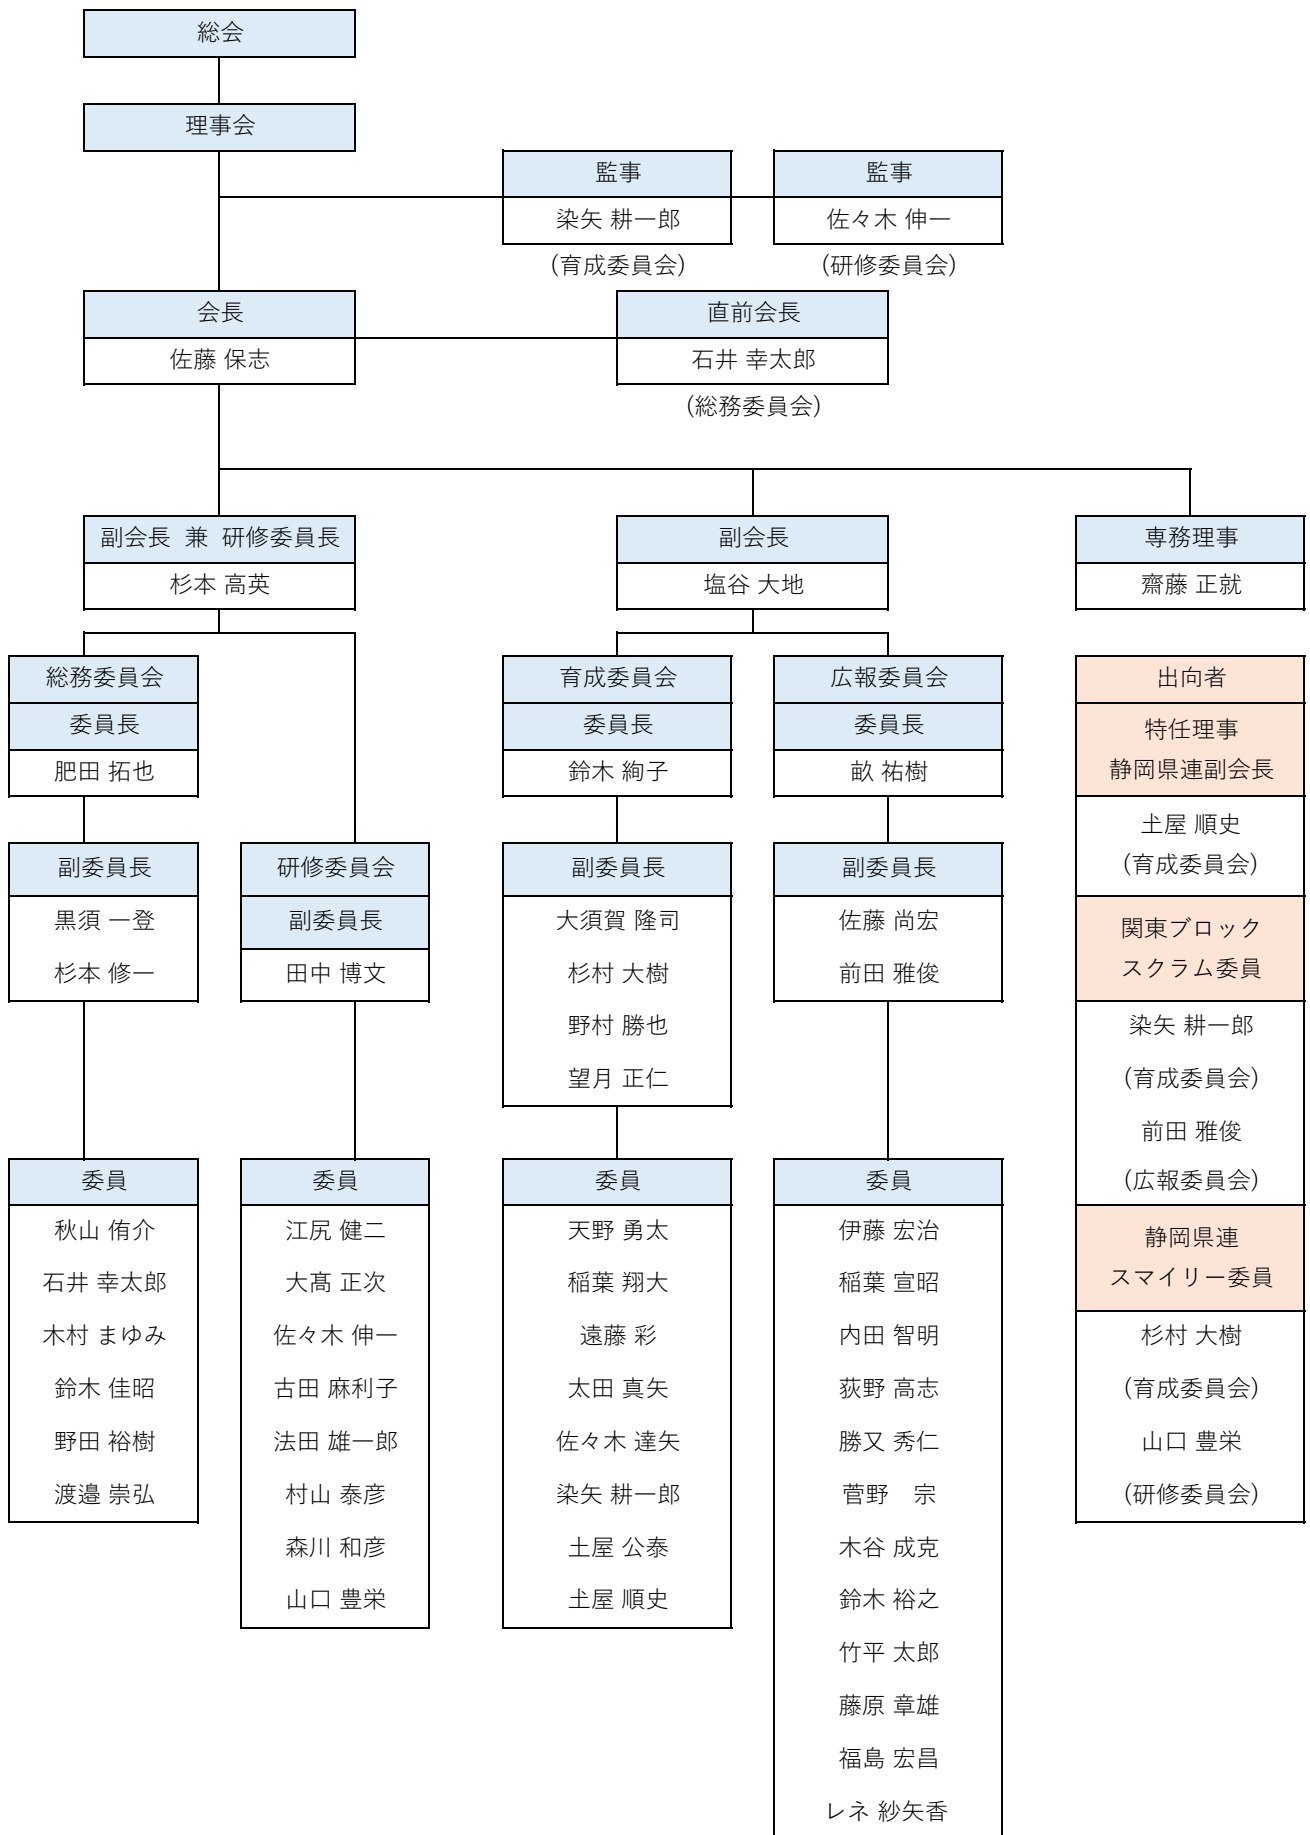 総会
理事会
監事
染矢 耕一郎
(育成委員会)
監事
佐々木 伸一
(研修委員会)
会長
佐藤 保志
直前会長
石井 幸太郎
(総務委員会)
副会長 兼 研修委員長
杉本 高英
副会長
塩谷 大地
専務理事
齋藤 正就
総務委員会
委員長
肥田 拓也
副委員長
黒須 一登
杉本 修一
委員
秋山 侑介
石井 幸太郎
木村 まゆみ
鈴木 佳昭
野田 裕樹
渡邉 崇弘
研修委員会
副委員長
田中 博文
委員
江尻 健二
大髙 正次
佐々木 伸一
古田 麻利子
法田 雄一郎
村山 泰彦
森川 和彦
山口 豊栄
育成委員会
委員長
鈴木 絢子
副委員長
大須賀 隆司
杉村 大樹
野村 勝也
望月 正仁
委員
天野 勇太
稲葉 翔大
遠藤 彩
太田 真矢
佐々木 達矢
染矢 耕一郎
土屋 公泰
圡屋 順史
広報委員会
委員長
畝 祐樹
副委員長
佐藤 尚宏
前田 雅俊
委員
伊藤 宏治
稲葉 宣昭
内田 智明
荻野 高志
勝又 秀仁
菅野　宗
木谷 成克
鈴木 裕之
竹平 太郎
藤原 章雄
福島 宏昌
レネ 紗矢香
出向者
特任理事
静岡県連副会長
圡屋 順史
(育成委員会)
関東ブロック
スクラム委員
染矢 耕一郎
(育成委員会)
前田 雅俊
(広報委員会)
静岡県連
スマイリー委員
杉村 大樹
(育成委員会)
山口 豊栄
(研修委員会)